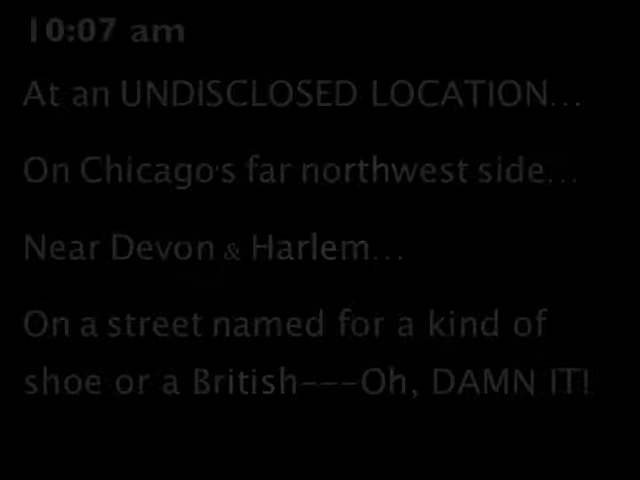 10:07 am
At an UNDISCLOSED LOCATION...
On Chicago's far northwest side...
Near Devon & Harlem...
On a street named for a kind of
shoe or a British---Oh, DAMN IT!